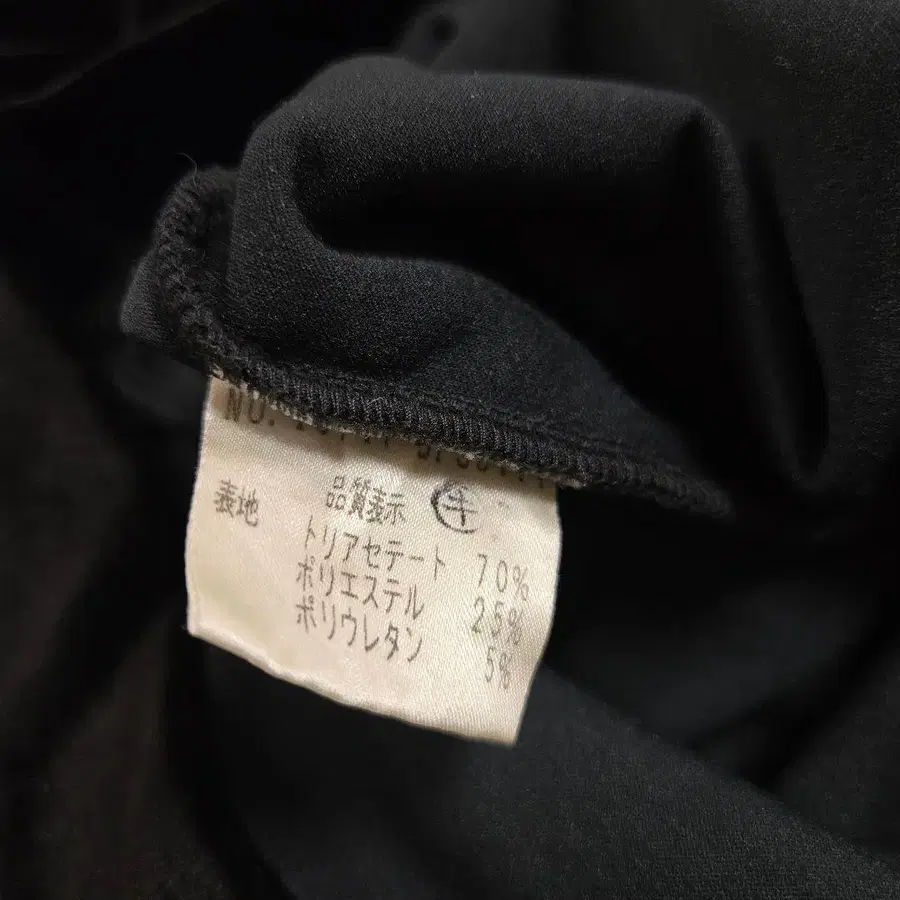 品質表示 キ
表地
トリアセテート 70%
ポリエステル 25%
ポリウレタン 5%